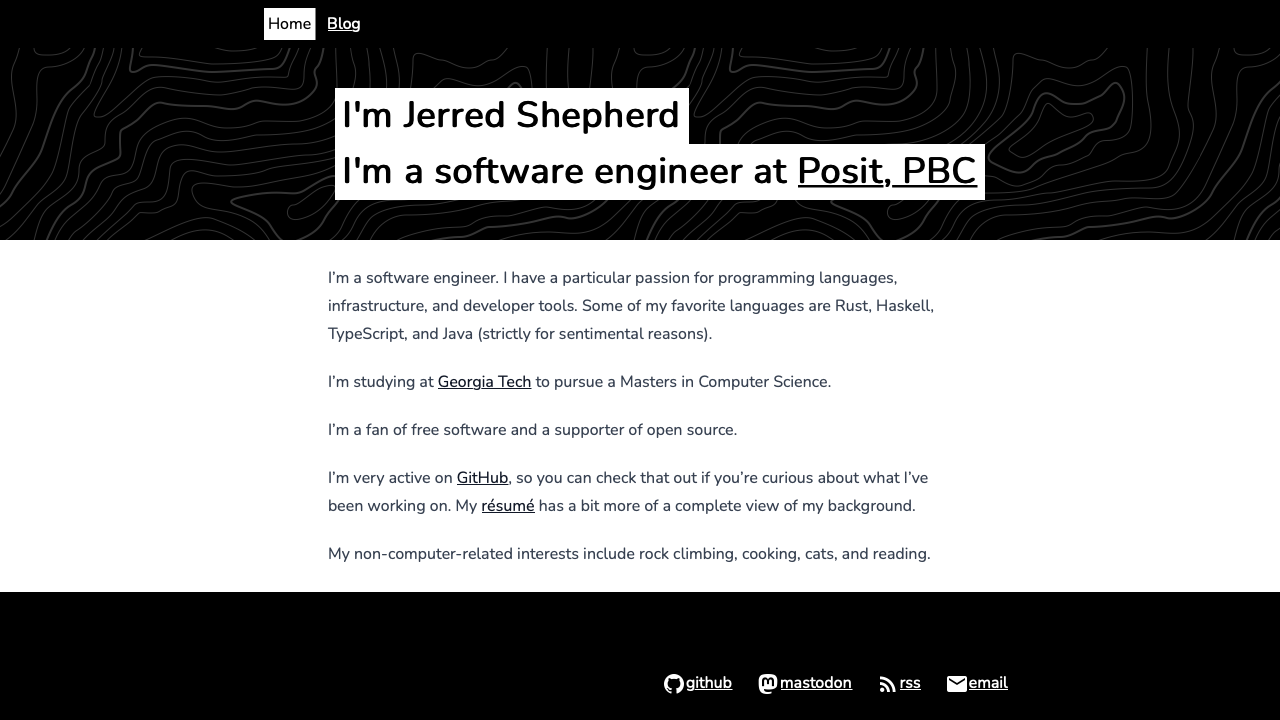 Home Blog
I'm Jerred Shepherd
I'm a software engineer at Posit, PBC
I’m a software engineer. I have a particular passion for programming languages,
infrastructure, and developer tools. Some of my favorite languages are Rust, Haskell,
TypeScript, and Java (strictly for sentimental reasons).
I’m studying at Georgia Tech to pursue a Masters in Computer Science.
I’m a fan of free software and a supporter of open source.
I’m very active on GitHub, so you can check that out if you’re curious about what I’ve
been working on. My résumé has a bit more of a complete view of my background.
My non-computer-related interests include rock climbing, cooking, cats, and reading.
github mastodon rss email